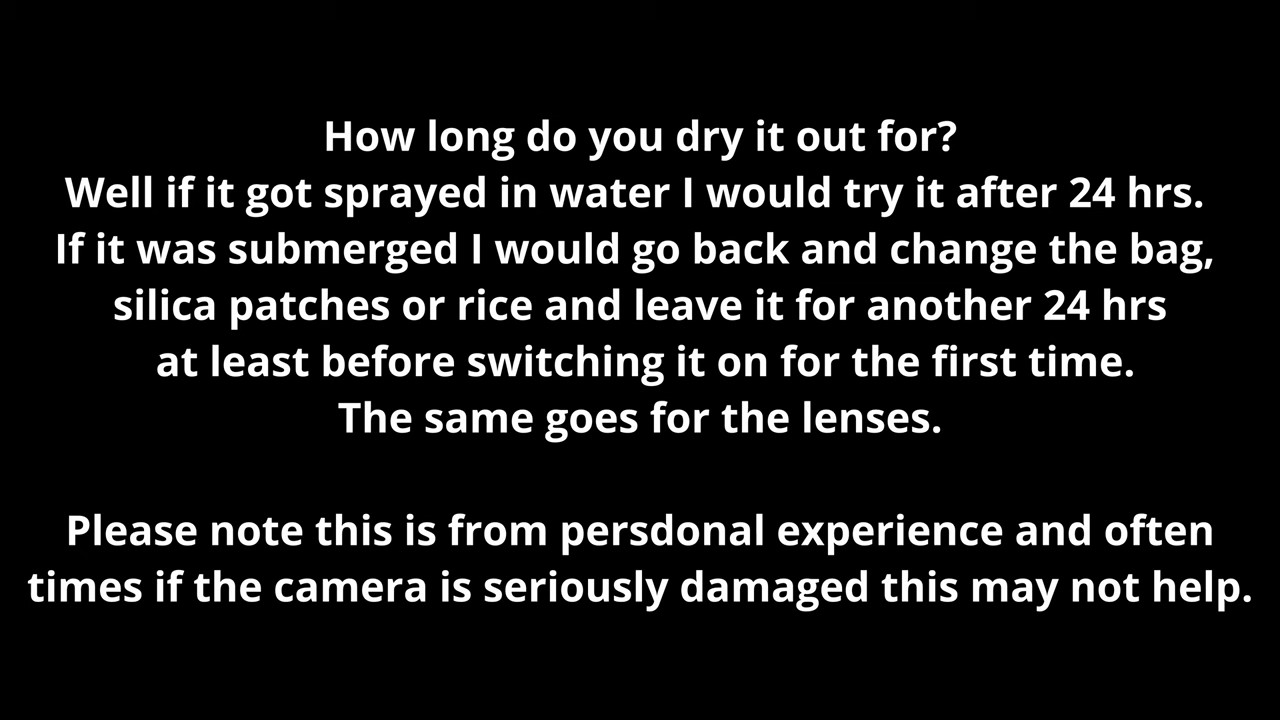 How long do you dry it out for?
Well if it got sprayed in water I would try it after 24 hrs.
If it was submerged I would go back and change the bag,
silica patches or rice and leave it for another 24 hrs
at least before switching it on for the first time.
The same goes for the lenses.
Please note this is from persdonal experience and often
times if the camera is seriously damaged this may not help.